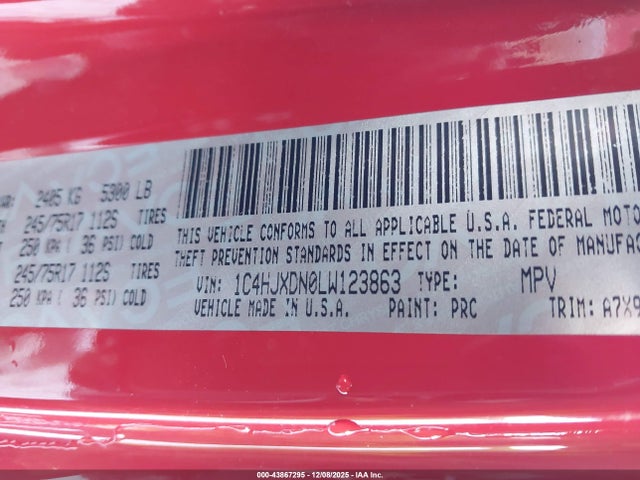 2405 KG 5300 LB
245/75R17 112S TIRES
250 KPA ( 36 PSI) COLD
245/75R17 112S TIRES
250 KPA ( 36 PSI) COLD
THIS VEHICLE CONFORMS TO ALL APPLICABLE U.S.A. FEDERAL
THEFT PREVENTION STANDARDS IN EFFECT ON THE DATE OF
VIN: 1C4HJXDN0LW123863 TYPE: MPV
VEHICLE MADE IN U.S.A. PAINT: PRC TRIM: A7X9
000-43867295 - 12/08/2025 - IAA Inc.